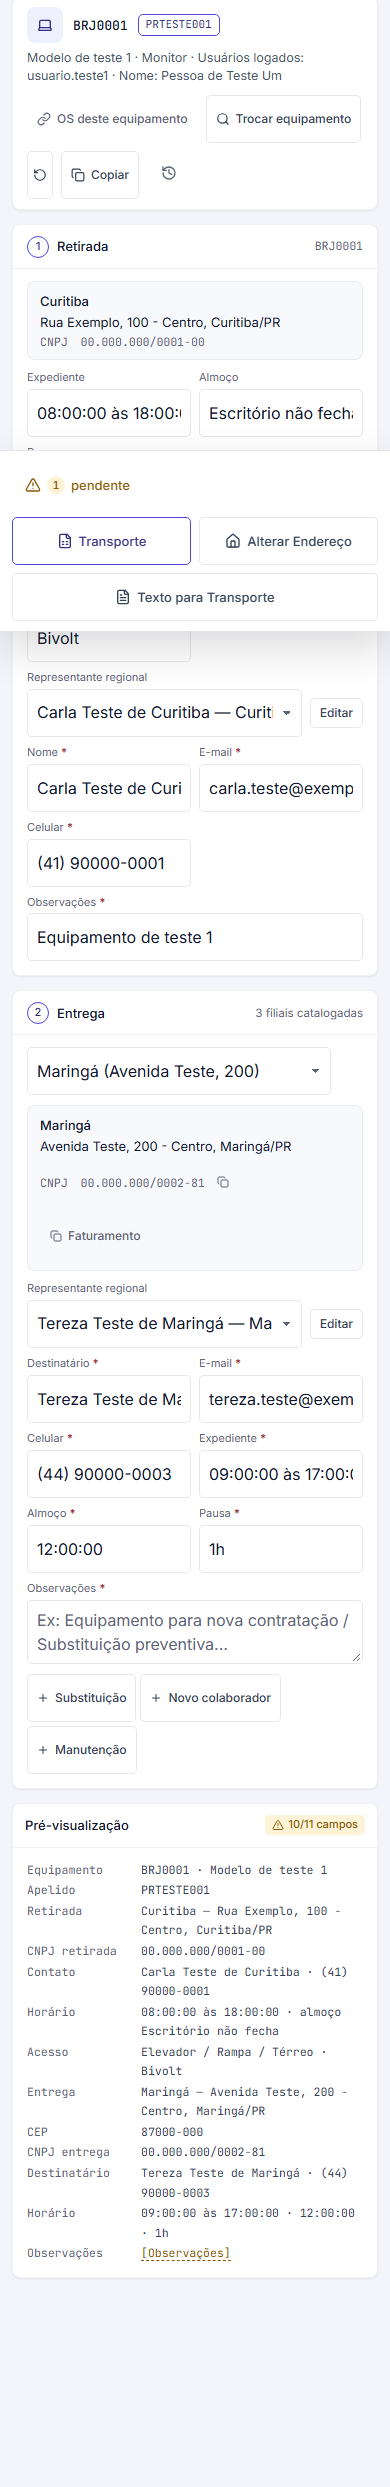 BRJ0001 PRTESTE001
Modelo de teste 1 · Monitor · Usuários logados:
usuario.teste1 · Nome: Pessoa de Teste Um
OS deste equipamento
Trocar equipamento
Copiar
1 Retirada BRJ0001
Curitiba
Rua Exemplo, 100 - Centro, Curitiba/PR
CNPJ 00.000.000/0001-00
Expediente Almoço
08:00:00 às 18:00: Escritório não fech
1 pendente
Transporte
Alterar Endereço
Texto para Transporte
Bivolt
Representante regional
Carla Teste de Curitiba — Curiti Editar
Nome * E-mail *
Carla Teste de Curi carla.teste@exemp
Celular *
(41) 90000-0001
Observações *
Equipamento de teste 1
2 Entrega 3 filiais catalogadas
Maringá (Avenida Teste, 200)
Maringá
Avenida Teste, 200 - Centro, Maringá/PR
CNPJ 00.000.000/0002-81
Faturamento
Representante regional
Tereza Teste de Maringá — Ma Editar
Destinatário * E-mail *
Tereza Teste de Ma tereza.teste@exem
Celular * Expediente *
(44) 90000-0003 09:00:00 às 17:00:0
Almoço * Pausa *
12:00:00 1h
Observações *
Ex: Equipamento para nova contratação /
Substituição preventiva...
+ Substituição + Novo colaborador
+ Manutenção
Pré-visualização 10/11 campos
Equipamento BRJ0001 · Modelo de teste 1
Apelido PRTESTE001
Retirada Curitiba — Rua Exemplo, 100 -
Centro, Curitiba/PR
CNPJ retirada 00.000.000/0001-00
Contato Carla Teste de Curitiba · (41)
90000-0001
Horário 08:00:00 às 18:00:00 · almoço
Escritório não fecha
Acesso Elevador / Rampa / Térreo ·
Bivolt
Entrega Maringá — Avenida Teste, 200 -
Centro, Maringá/PR
CEP 87000-000
CNPJ entrega 00.000.000/0002-81
Destinatário Tereza Teste de Maringá · (44)
90000-0003
Horário 09:00:00 às 17:00:00 · 12:00:00
· 1h
Observações [Observações]